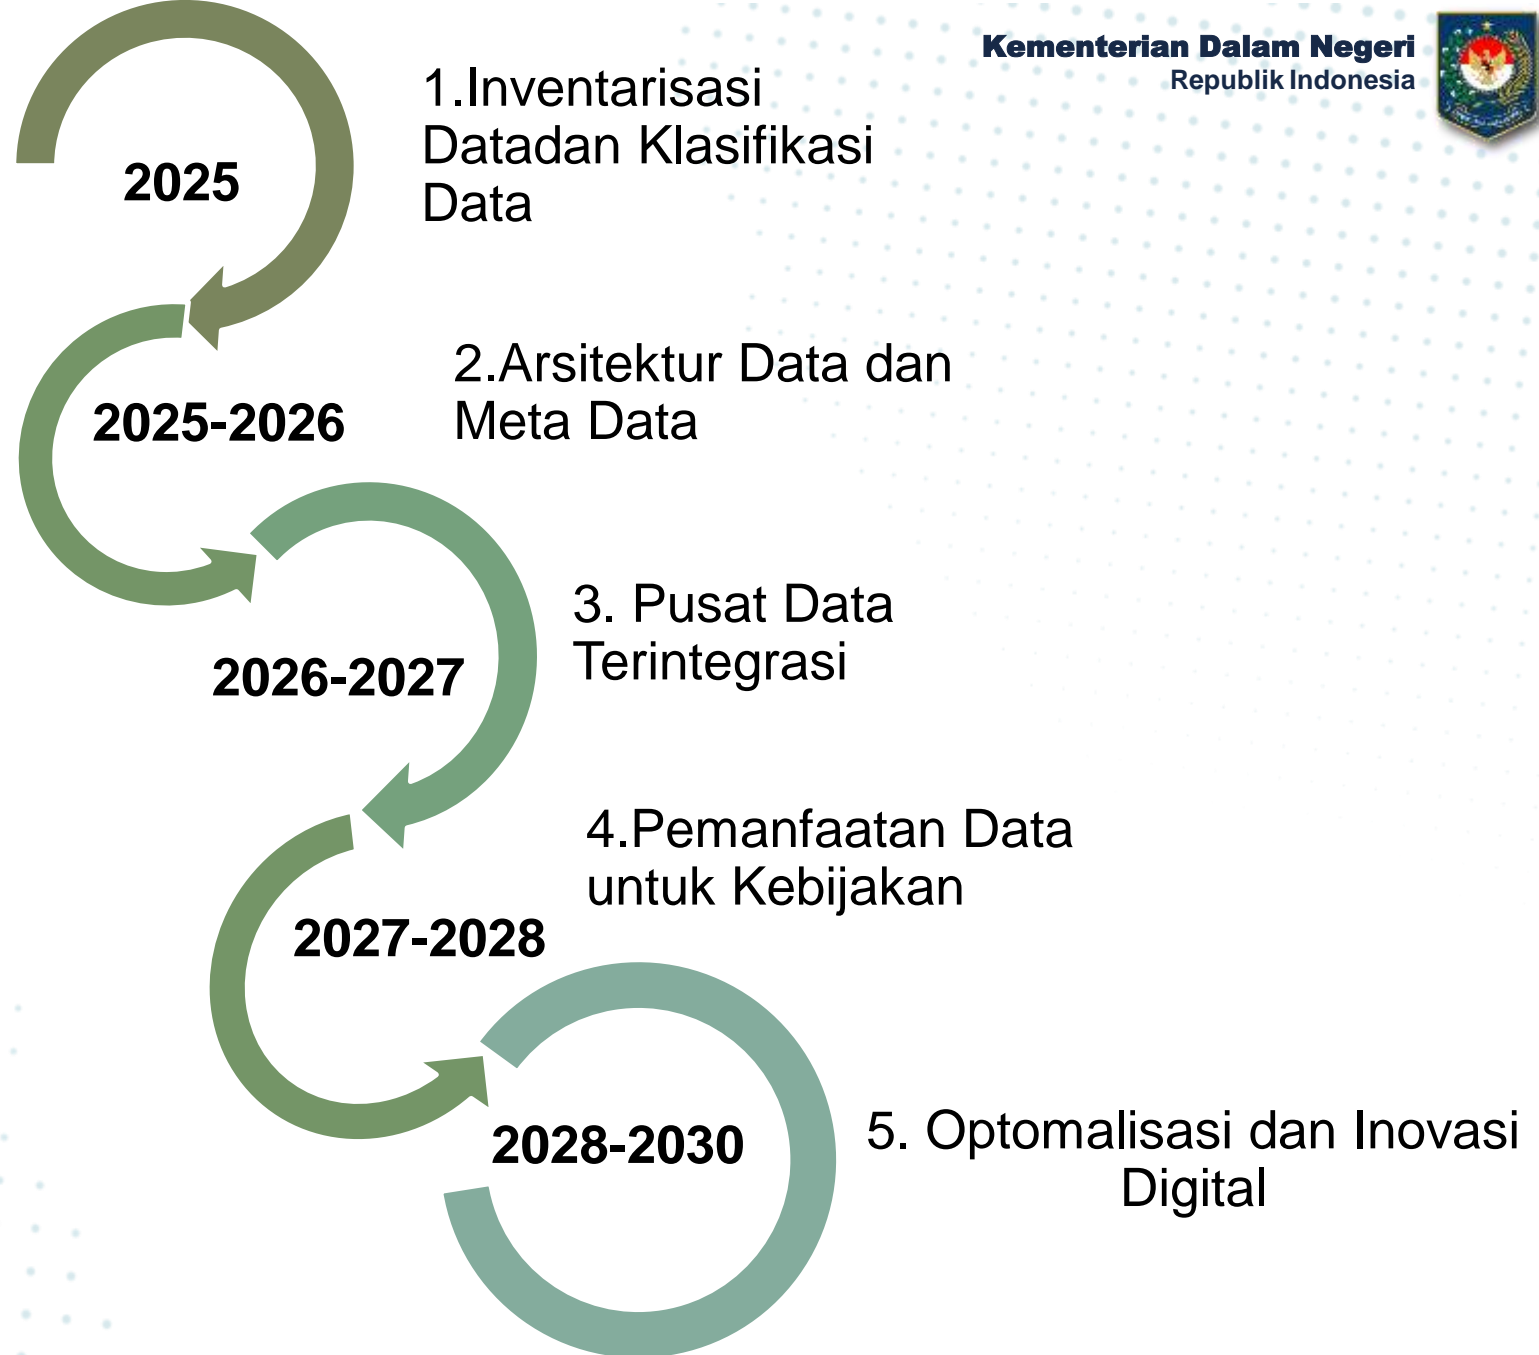 Kementerian Dalam Negeri
Republik Indonesia
2025
1.Inventarisasi
Datadan Klasifikasi
Data
2025-2026
2.Arsitektur Data dan
Meta Data
2026-2027
3. Pusat Data
Terintegrasi
2027-2028
4.Pemanfaatan Data
untuk Kebijakan
2028-2030
5. Optomalisasi dan Inovasi
Digital